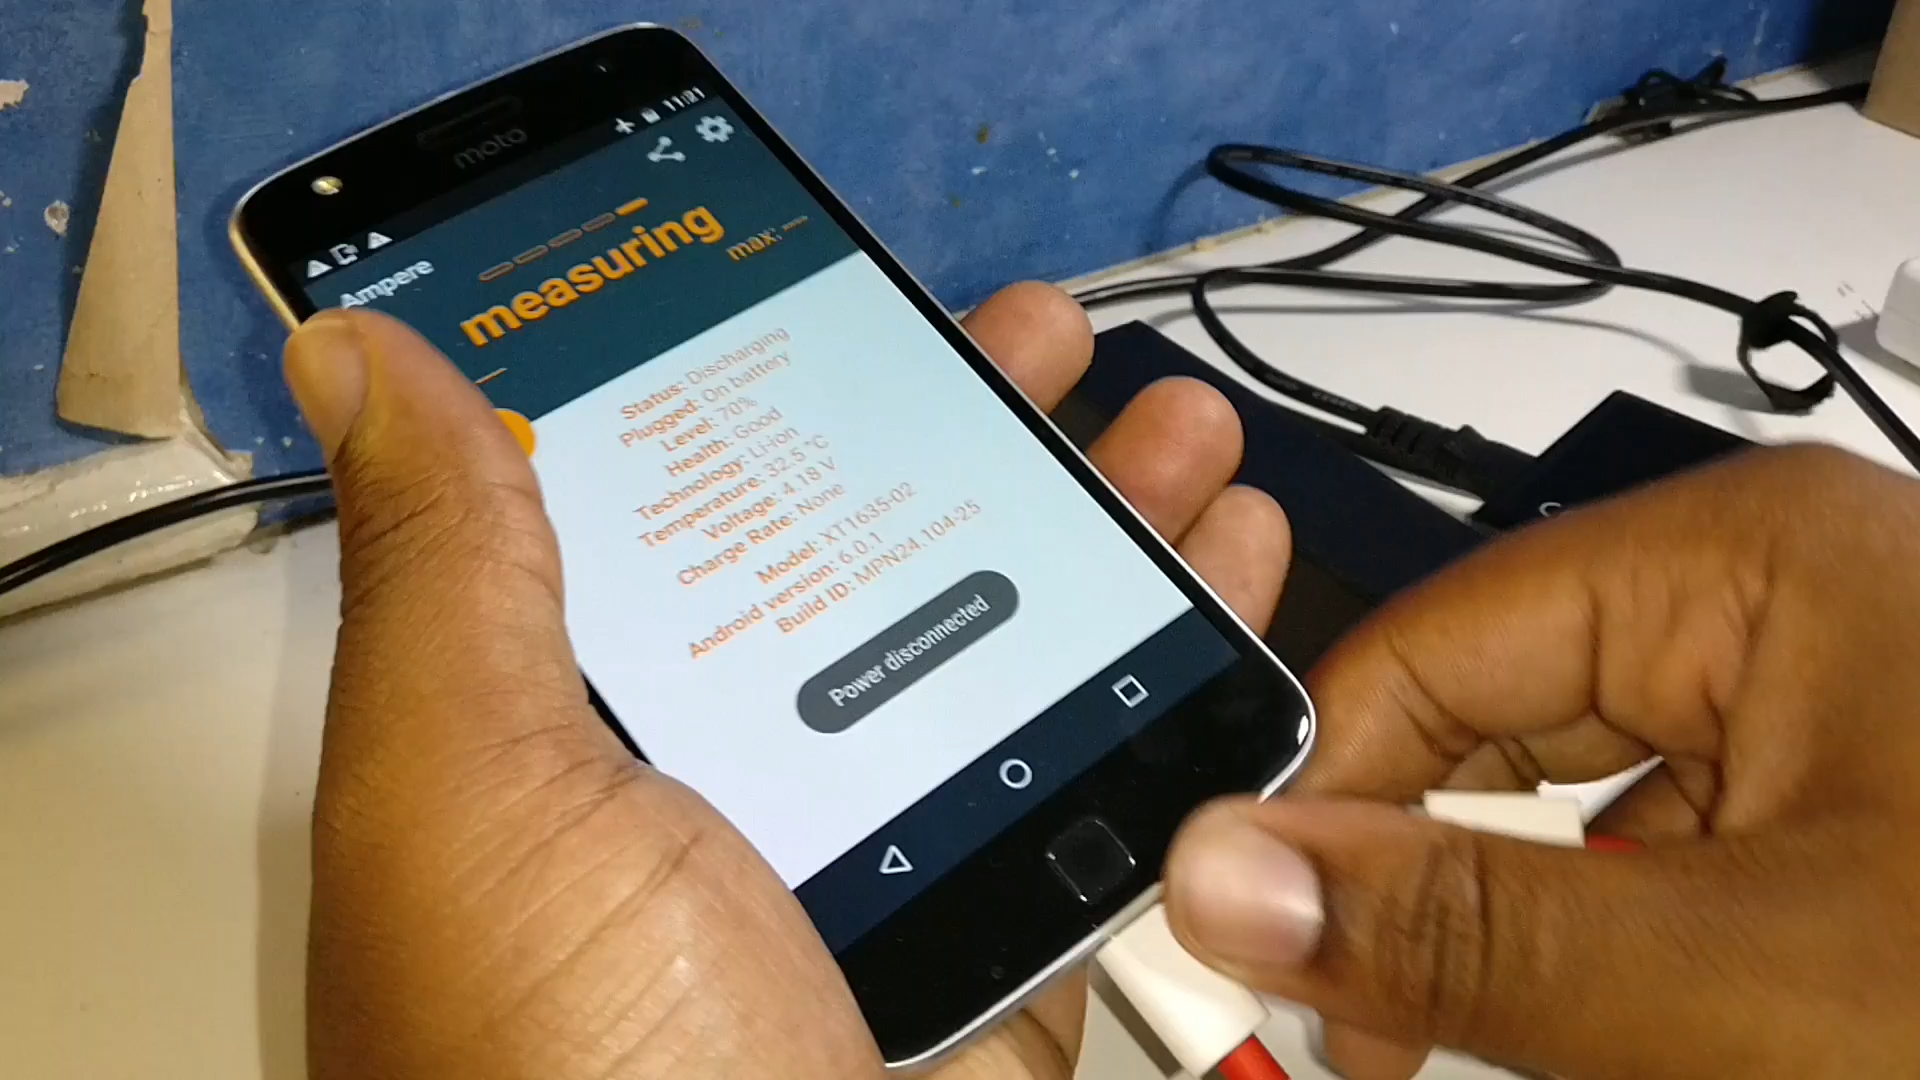 moto
11:21
Ampere
measuring
max:
Status: Discharging
Plugged: On battery
Level: 70%
Health: Good
Technology: Li-ion
Temperature: 32.5 °C
Voltage: 4.18 V
Charge Rate: None
Model: XT1635-02
Android version: 6.0.1
Build ID: MPN24.104-25
Power disconnected